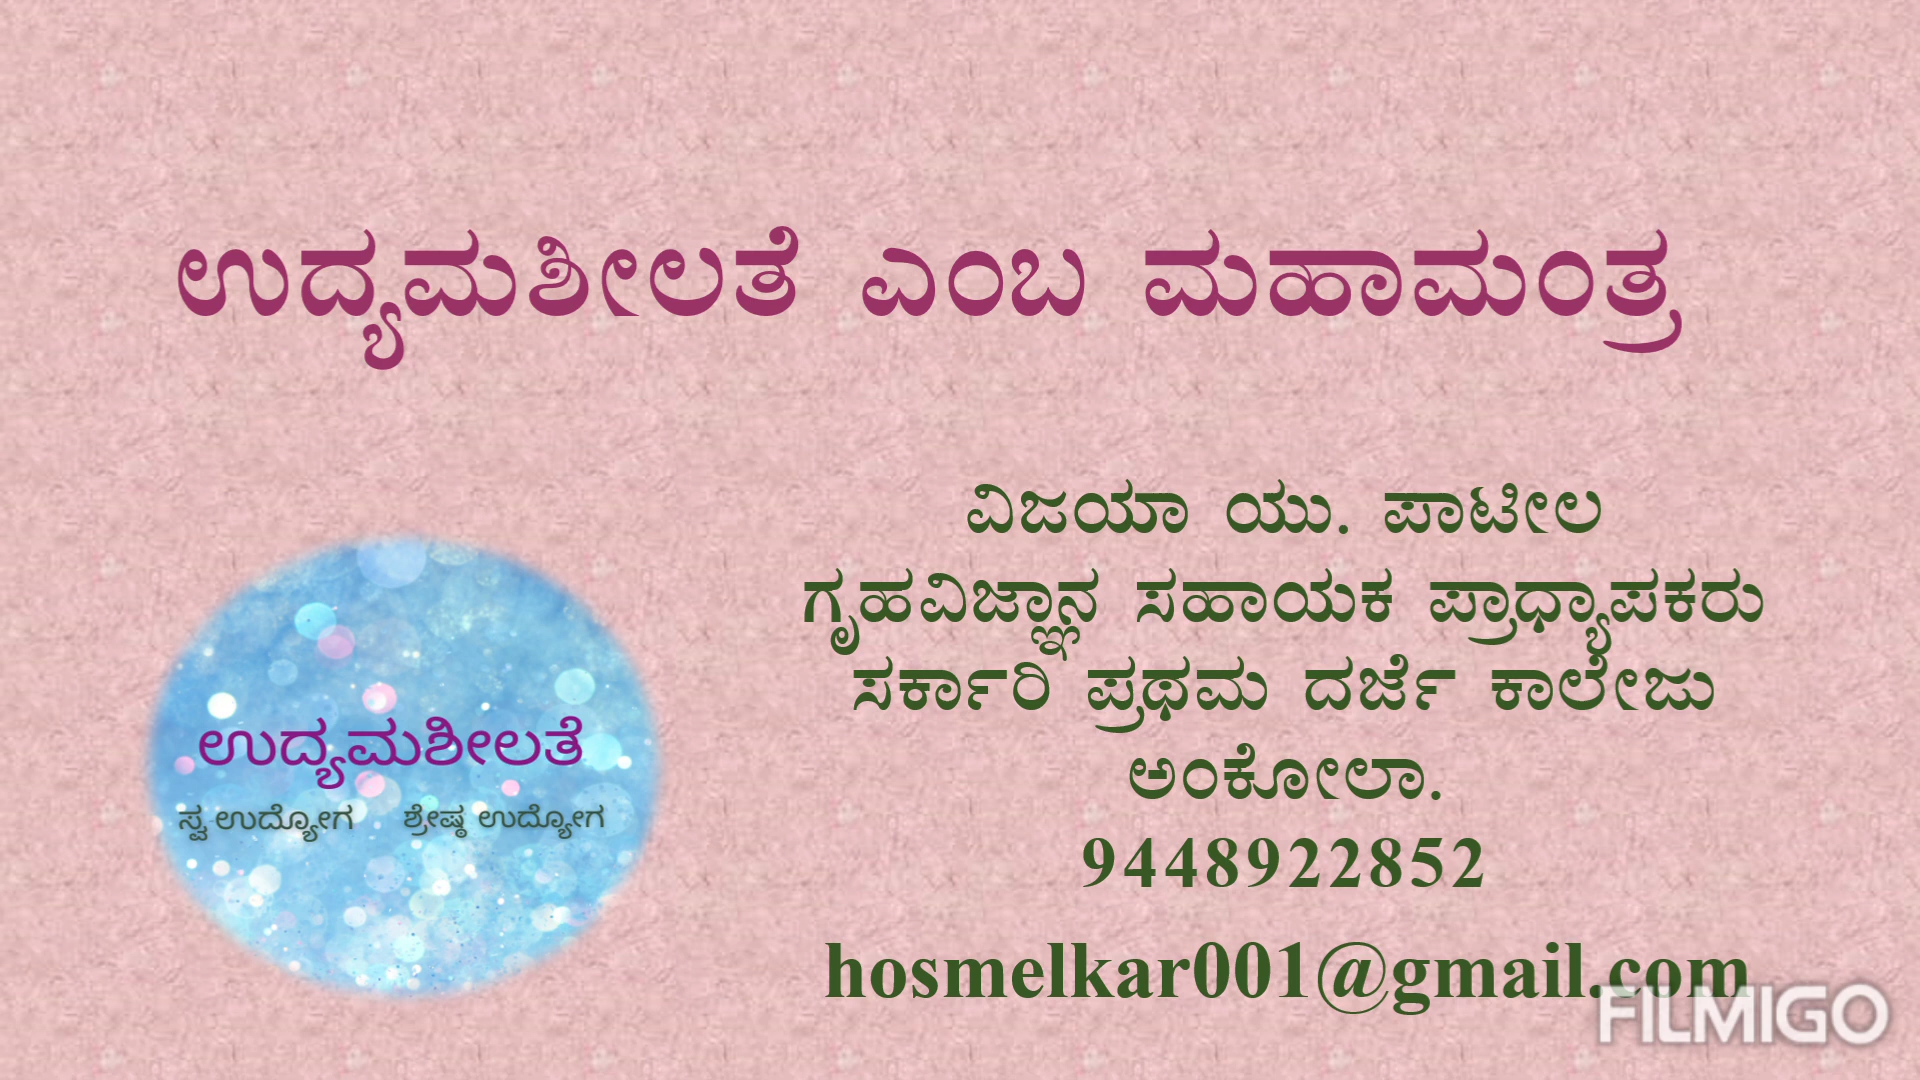 ಉದ್ಯಮಶೀಲತೆ ಎಂಬ ಮಹಾಮಂತ್ರ
ವಿಜಯಾ ಯು. ಪಾಟೀಲ
ಗೃಹವಿಜ್ಞಾನ ಸಹಾಯಕ ಪ್ರಾಧ್ಯಾಪಕರು
ಸರ್ಕಾರಿ ಪ್ರಥಮ ದರ್ಜೆ ಕಾಲೇಜು
ಅಂಕೋಲಾ.
9448922852
hosmelkar001@gmail.com
ಉದ್ಯಮಶೀಲತೆ
ಸ್ವ ಉದ್ಯೋಗ ಶ್ರೇಷ್ಠ ಉದ್ಯೋಗ
FILMIGO